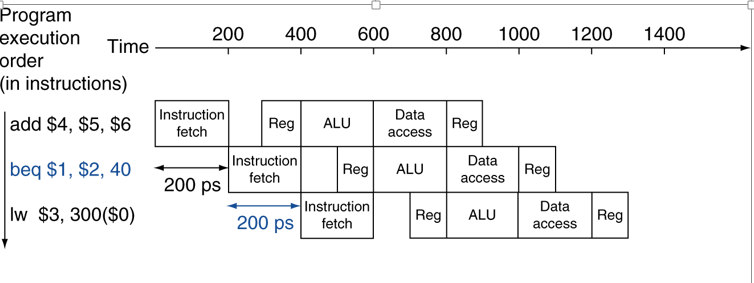 Program
execution
order
(in instructions)
Time
200 400 600 800 1000 1200 1400
add $4, $5, $6
Instruction
fetch
Reg
ALU
Data
access
Reg
beq $1, $2, 40
200 ps
Instruction
fetch
Reg
ALU
Data
access
Reg
lw $3, 300($0)
200 ps
Instruction
fetch
Reg
ALU
Data
access
Reg